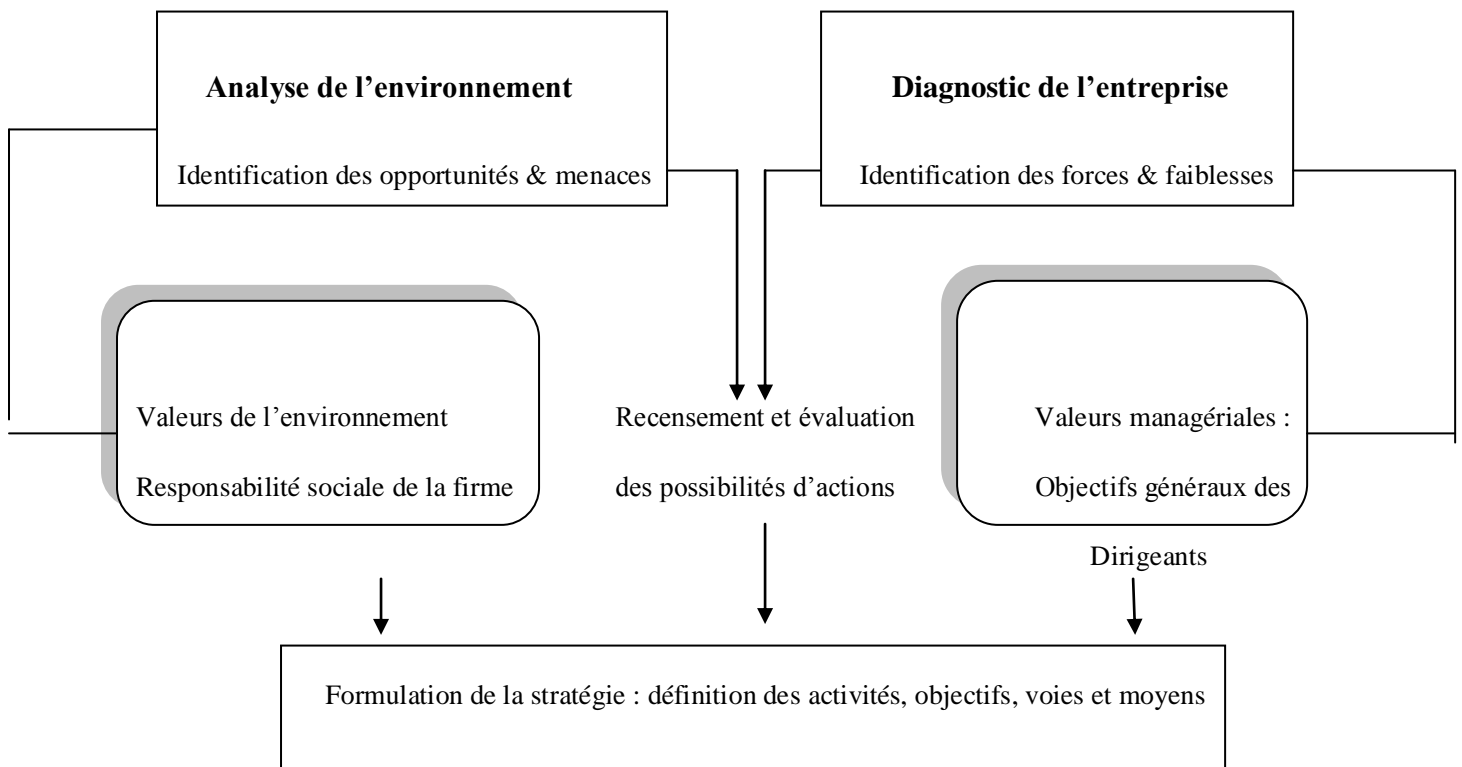 Analyse de l’environnement
Identification des opportunités & menaces
Diagnostic de l’entreprise
Identification des forces & faiblesses
Valeurs de l’environnement
Responsabilité sociale de la firme
Recensement et évaluation
des possibilités d’actions
Valeurs managériales :
Objectifs généraux des
Dirigeants
Formulation de la stratégie : définition des activités, objectifs, voies et moyens